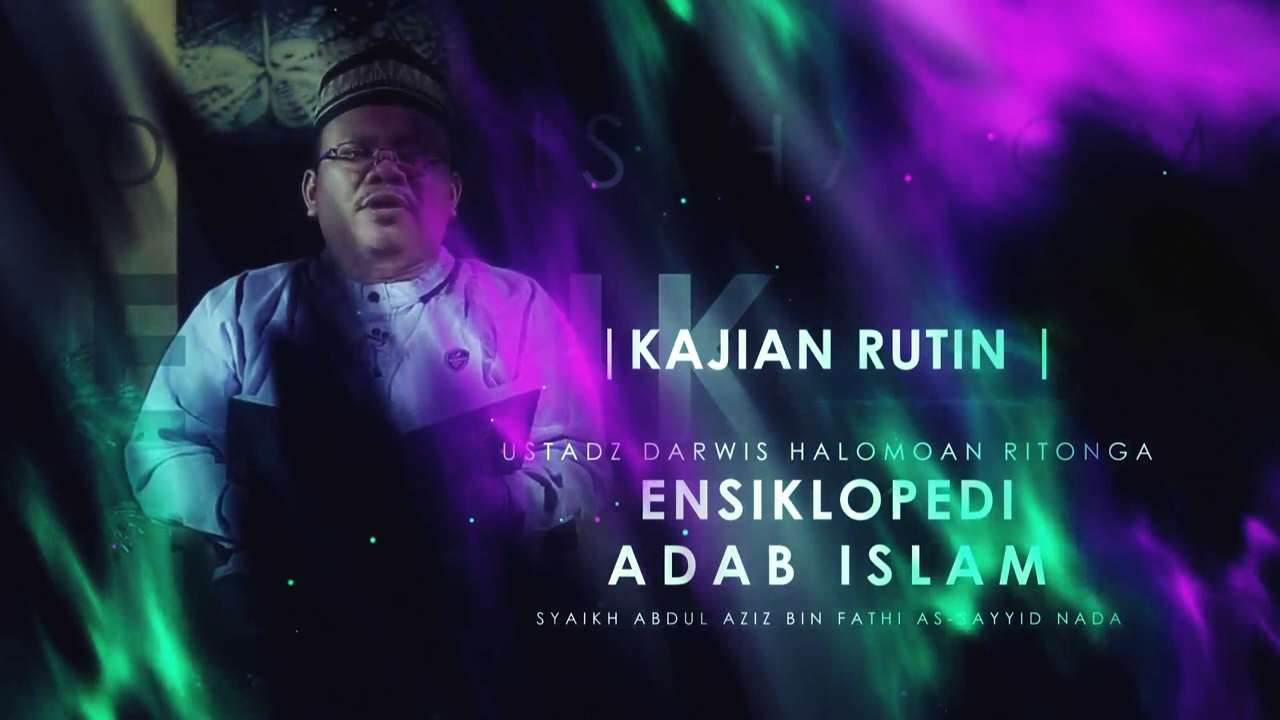 | KAJIAN RUTIN |
USTADZ DARWIS HALOMOAN RITONGA
ENSIKLOPEDI
ADAB ISLAM
SYAIKH ABDUL AZIZ BIN FATHI AS-SAYYID NADA